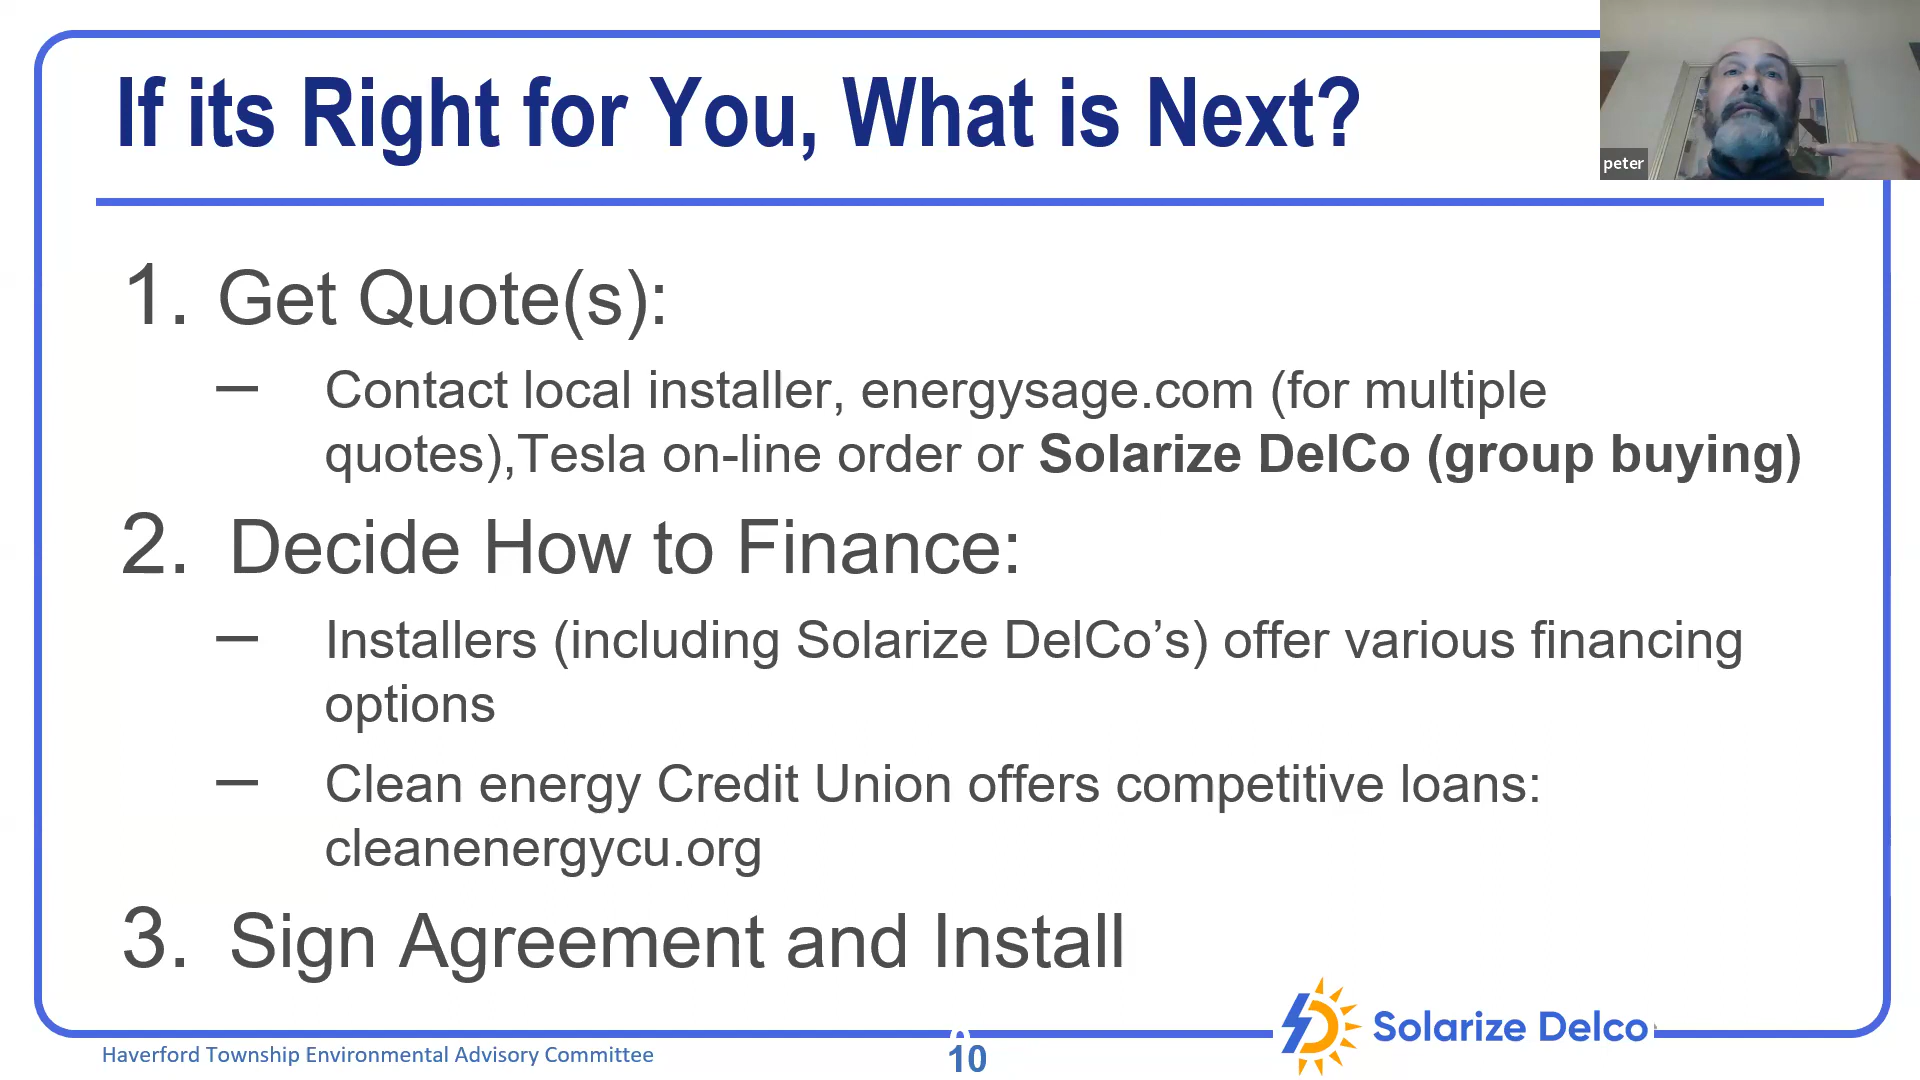 If its Right for You, What is Next?
peter
1. Get Quote(s):
— Contact local installer, energysage.com (for multiple
quotes),Tesla on-line order or Solarize DelCo (group buying)
2. Decide How to Finance:
— Installers (including Solarize DelCo’s) offer various financing
options
— Clean energy Credit Union offers competitive loans:
cleanenergycu.org
3. Sign Agreement and Install
Haverford Township Environmental Advisory Committee
10
Solarize Delco